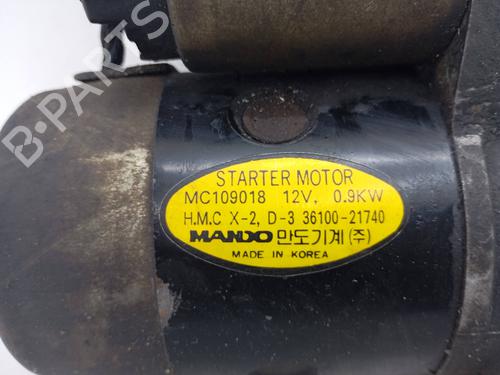 B-PARTS
STARTER MOTOR
MC109018 12V, 0.9KW
H.M.C X-2, D-3 36100-21740
MANDO 만도기계(주)
MADE IN KOREA